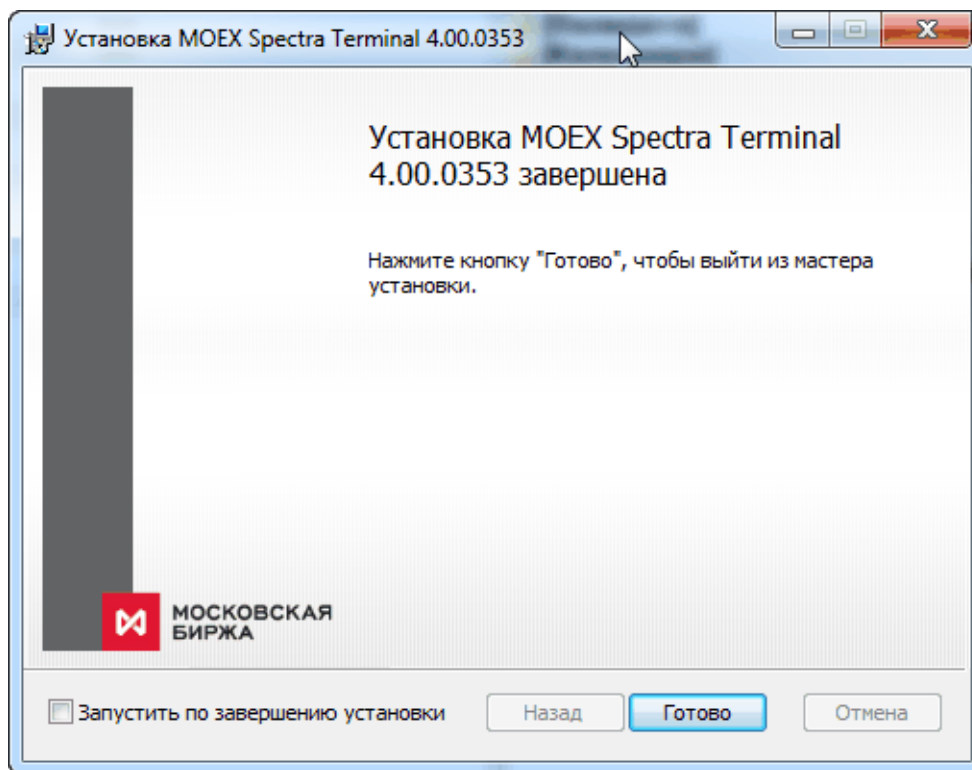 Установка MOEX Spectra Terminal 4.00.0353
Установка MOEX Spectra Terminal
4.00.0353 завершена
Нажмите кнопку "Готово", чтобы выйти из мастера
установки.
МОСКОВСКАЯ
БИРЖА
Запустить по завершению установки
Назад
Готово
Отмена